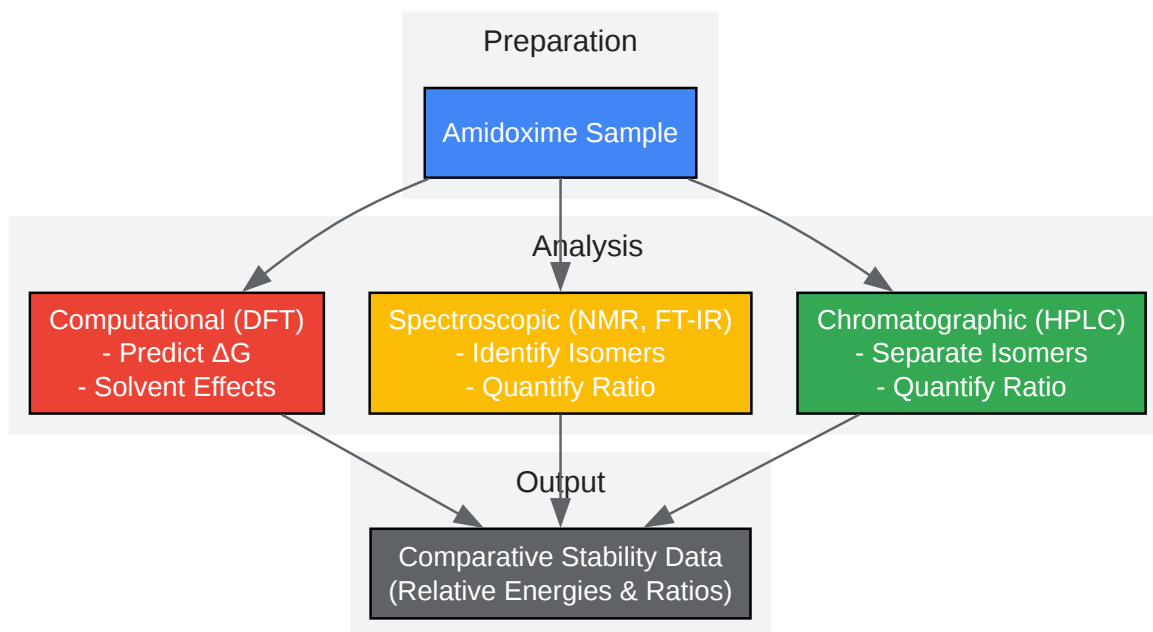 Preparation
Amidoxime Sample
Analysis
Computational (DFT)
- Predict ΔG
- Solvent Effects
Spectroscopic (NMR, FT-IR)
- Identify Isomers
- Quantify Ratio
Chromatographic (HPLC)
- Separate Isomers
- Quantify Ratio
Output
Comparative Stability Data
(Relative Energies & Ratios)